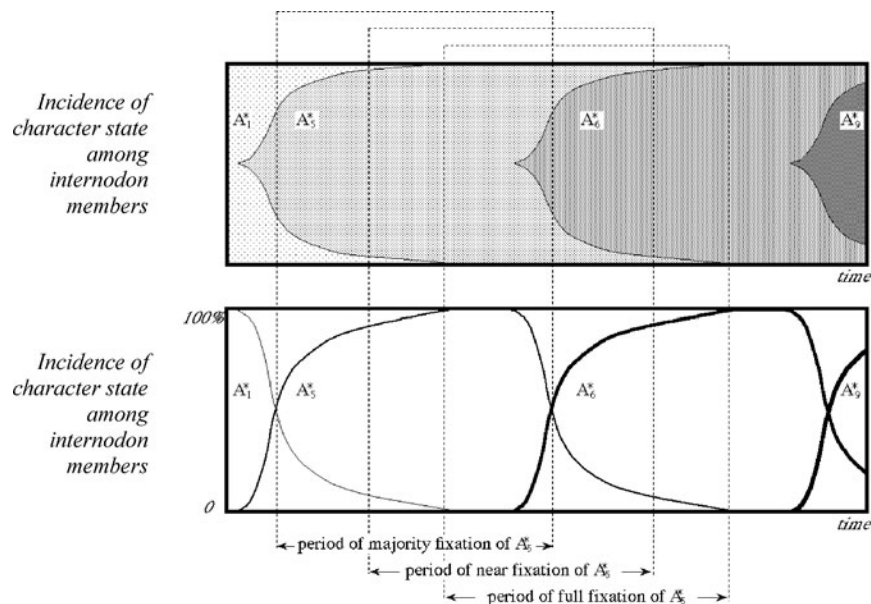 Incidence of
character state
among
internodon
members
A*1 A*5 A*6 A*9
time
100%
Incidence of
character state
among
internodon
members
A*1 A*5 A*6 A*9
0
time
period of majority fixation of A*5
period of near fixation of A*5
period of full fixation of A*5